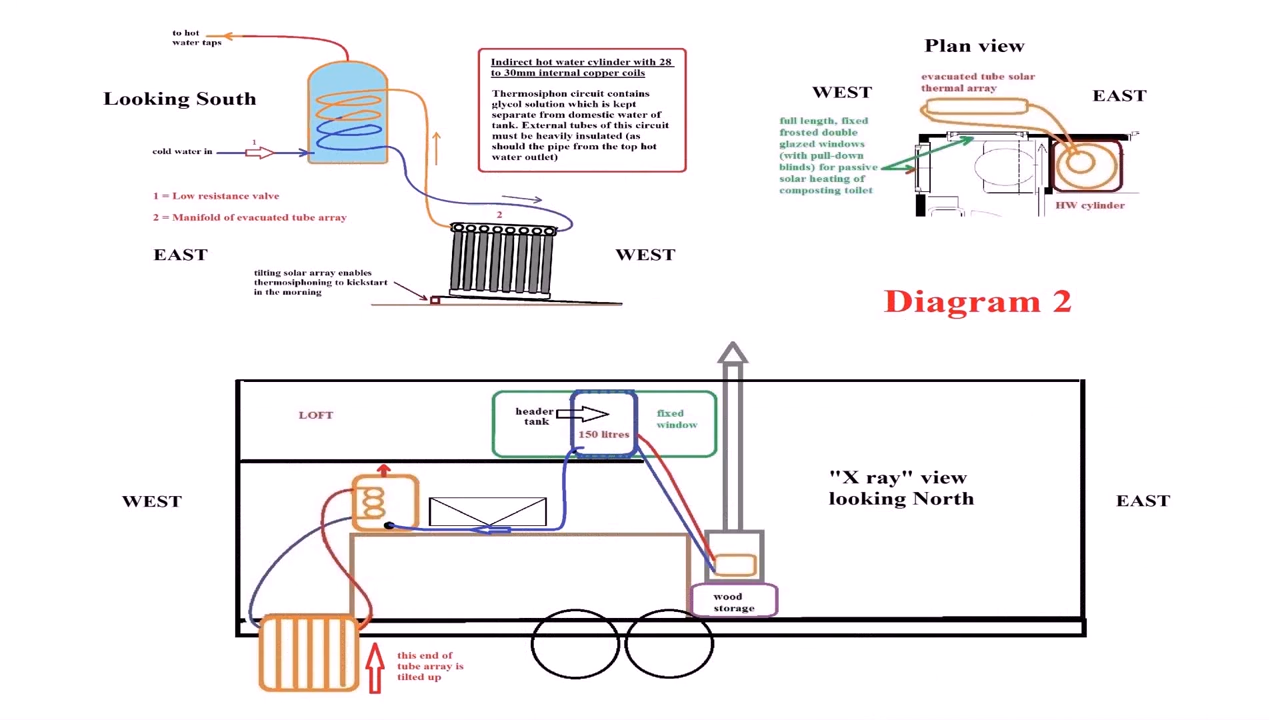 to hot
water taps
Looking South
cold water in
1
1 = Low resistance valve
2 = Manifold of evacuated tube array
2
EAST
WEST
tilting solar array enables
thermosiphoning to kickstart
in the morning
Indirect hot water cylinder with 28
to 30mm internal copper coils
Thermosiphon circuit contains
glycol solution which is kept
separate from domestic water of
tank. External tubes of this circuit
must be heavily insulated (as
should the pipe from the top hot
water outlet)
Plan view
evacuated tube solar
thermal array
WEST
EAST
full length, fixed
frosted double
glazed windows
(with pull-down
blinds) for passive
solar heating of
composting toilet
HW cylinder
Diagram 2
LOFT
header
tank
150 litres
fixed
window
"X ray" view
looking North
WEST
EAST
wood
storage
this end of
tube array is
tilted up